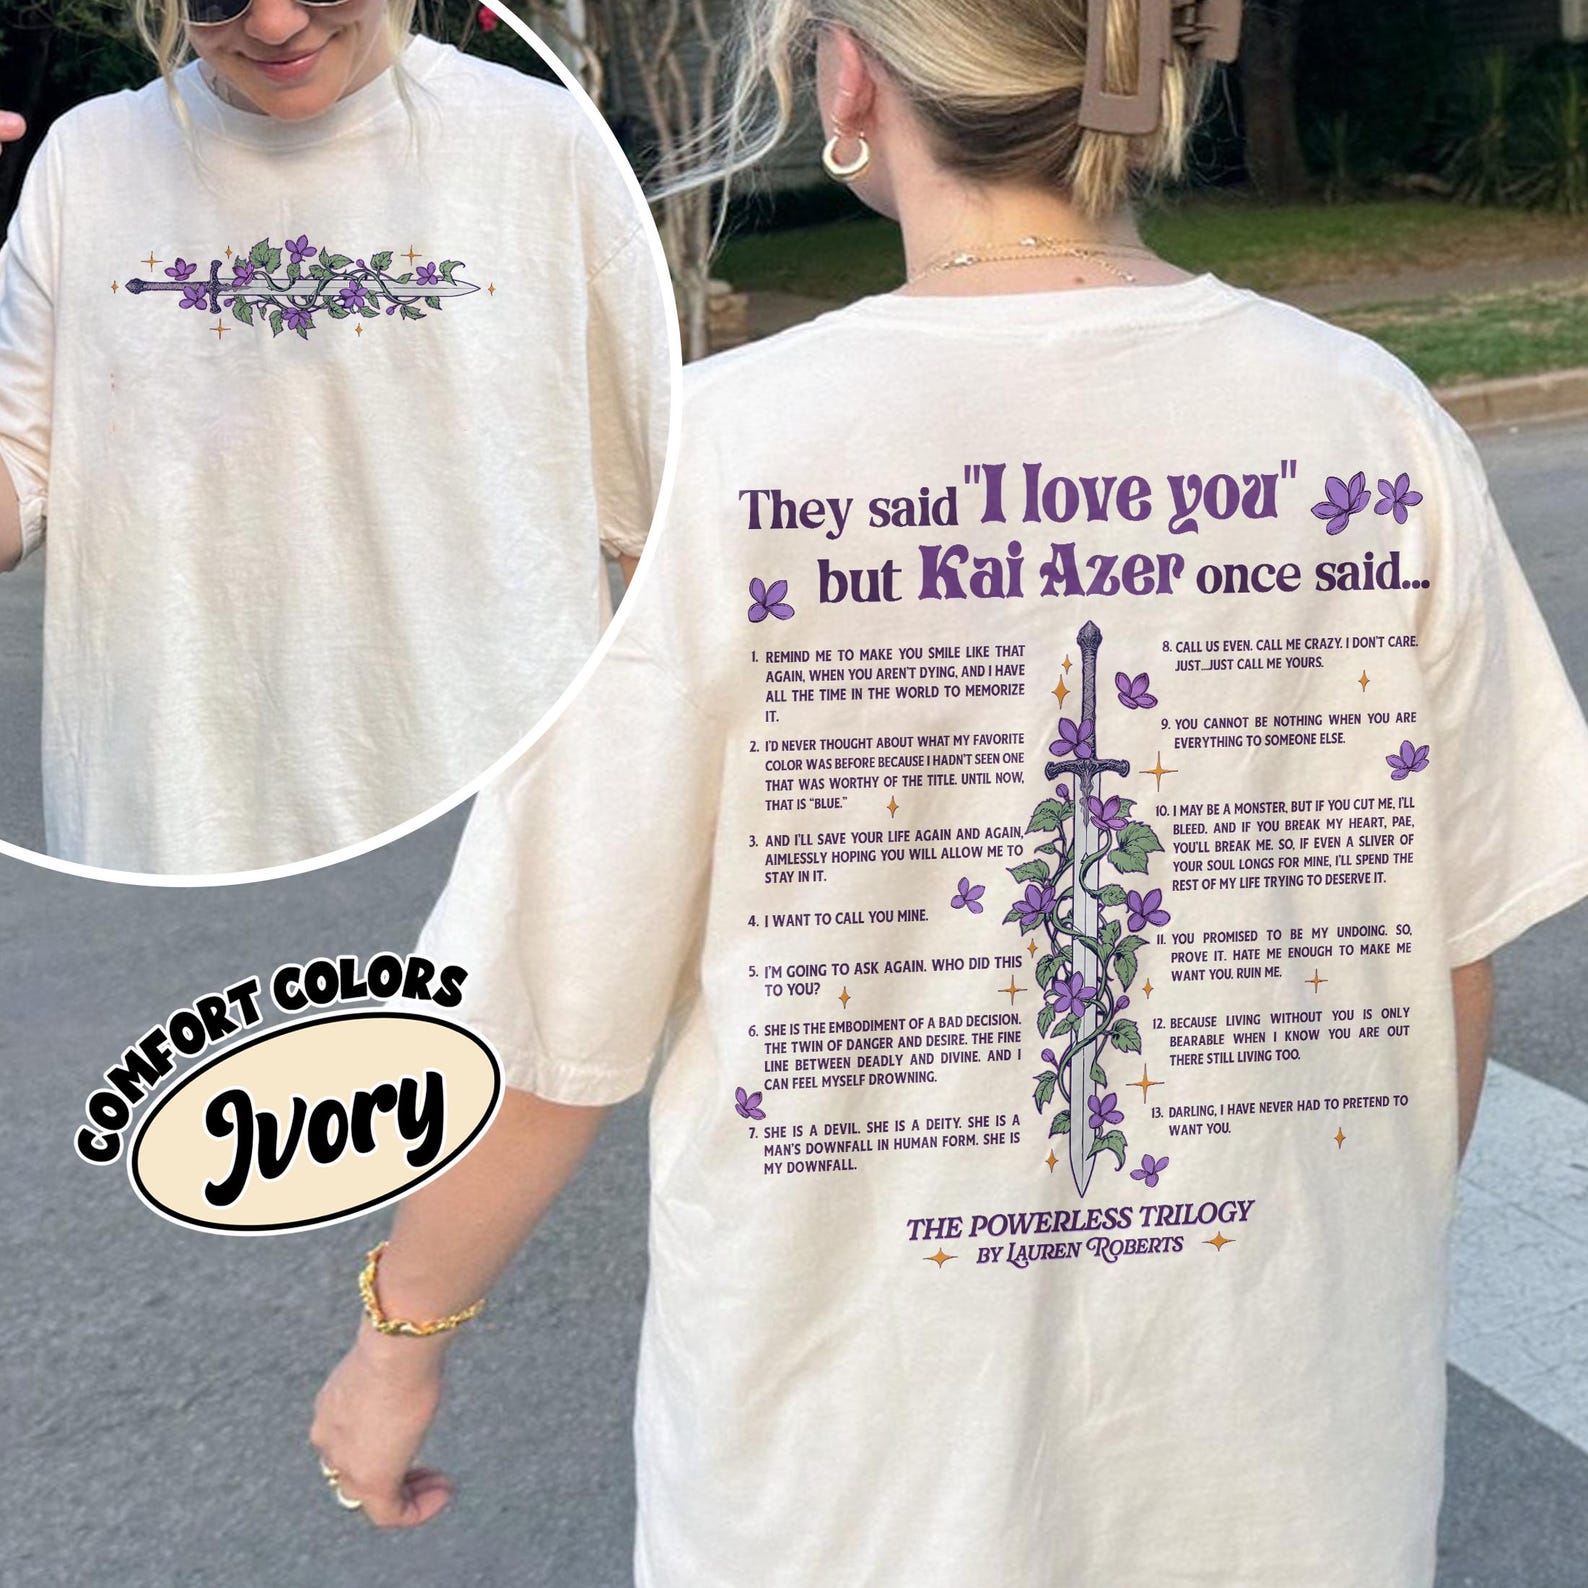 They said "I love you"
but Kai Azer once said...
1. REMIND ME TO MAKE YOU SMILE LIKE THAT
AGAIN, WHEN YOU AREN'T DYING, AND I HAVE
ALL THE TIME IN THE WORLD TO MEMORIZE
IT.
2. I'D NEVER THOUGHT ABOUT WHAT MY FAVORITE
COLOR WAS BEFORE BECAUSE I HADN'T SEEN ONE
THAT WAS WORTHY OF THE TITLE. UNTIL NOW,
THAT IS "BLUE."
3. AND I'LL SAVE YOUR LIFE AGAIN AND AGAIN,
AIMLESSLY HOPING YOU WILL ALLOW ME TO
STAY IN IT.
4. I WANT TO CALL YOU MINE.
5. I'M GOING TO ASK AGAIN. WHO DID THIS
TO YOU?
6. SHE IS THE EMBODIMENT OF A BAD DECISION.
THE TWIN OF DANGER AND DESIRE. THE FINE
LINE BETWEEN DEADLY AND DIVINE. AND I
CAN FEEL MYSELF DROWNING.
7. SHE IS A DEVIL. SHE IS A DEITY. SHE IS A
MAN'S DOWNFALL IN HUMAN FORM. SHE IS
MY DOWNFALL.
8. CALL US EVEN. CALL ME CRAZY. I DON'T CARE.
JUST...JUST CALL ME YOURS.
9. YOU CANNOT BE NOTHING WHEN YOU ARE
EVERYTHING TO SOMEONE ELSE.
10. I MAY BE A MONSTER, BUT IF YOU CUT ME, I'LL
BLEED. AND IF YOU BREAK MY HEART, PAE,
YOU'LL BREAK ME. SO, IF EVEN A SLIVER OF
YOUR SOUL LONGS FOR MINE, I'LL SPEND THE
REST OF MY LIFE TRYING TO DESERVE IT.
11. YOU PROMISED TO BE MY UNDOING. SO,
PROVE IT. HATE ME ENOUGH TO MAKE ME
WANT YOU. RUIN ME.
12. BECAUSE LIVING WITHOUT YOU IS ONLY
BEARABLE WHEN I KNOW YOU ARE OUT
THERE STILL LIVING TOO.
13. DARLING, I HAVE NEVER HAD TO PRETEND TO
WANT YOU.
THE POWERLESS TRILOGY
BY LAUREN ROBERTS
COMFORT COLORS
Ivory